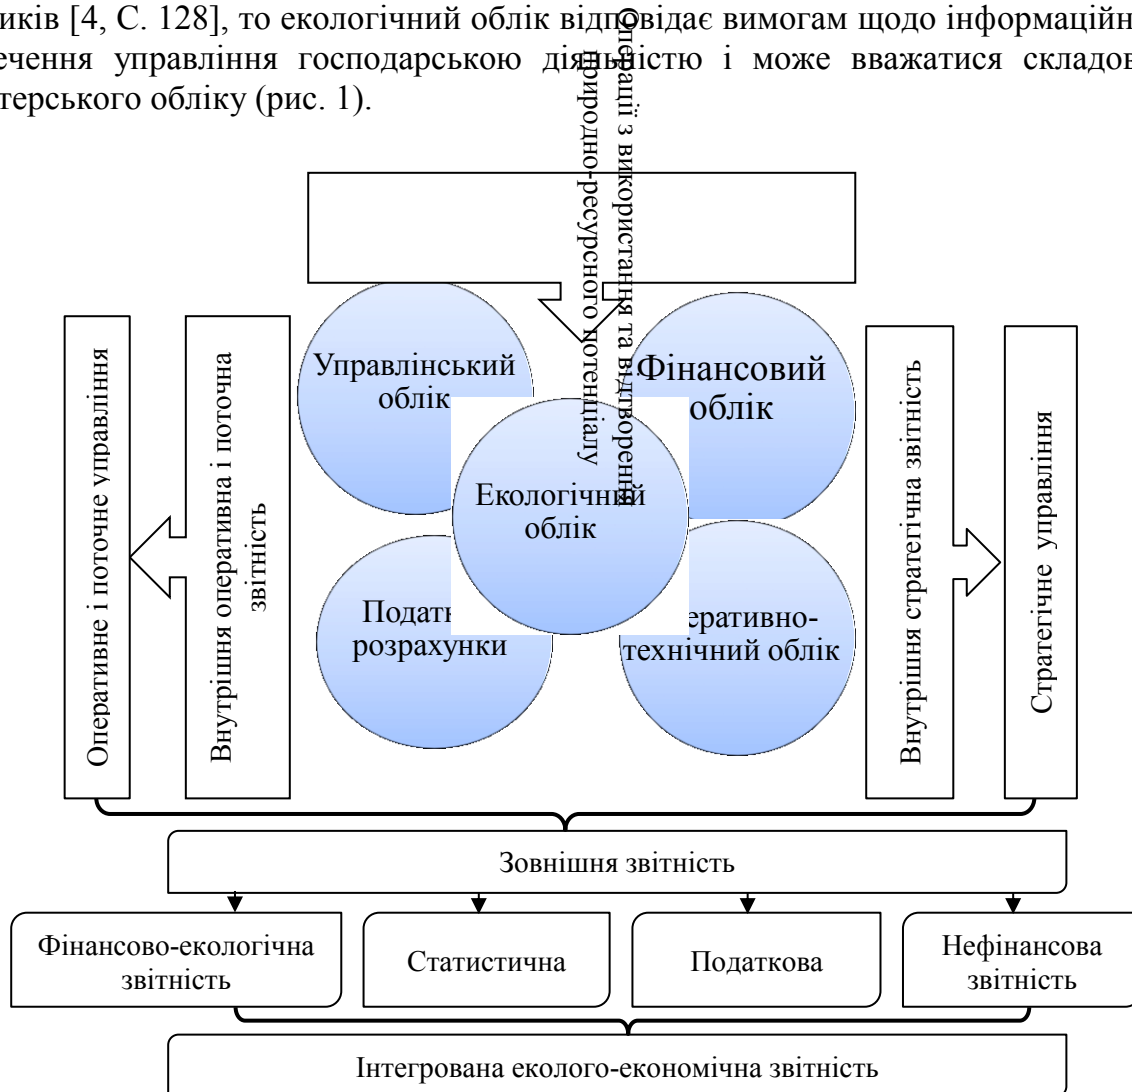 иків [4, С. 128], то екологічний облік відповідає вимогам щодо інформаційн
ечення управління господарською діяльністю і може вважатися складов
терського обліку (рис. 1).
Операції з використання та відтворення
природно-ресурсного потенціалу
Управлінський
облік
Фінансовий
облік
Екологічний
облік
Податк
розрахунки
еративно-
технічний облік
Оперативне і поточне управління
Внутрішня оперативна і поточна
звітність
Внутрішня стратегічна звітність
Стратегічне управління
Зовнішня звітність
Фінансово-екологічна
звітність
Статистична
Податкова
Нефінансова
звітність
Інтегрована еколого-економічна звітність